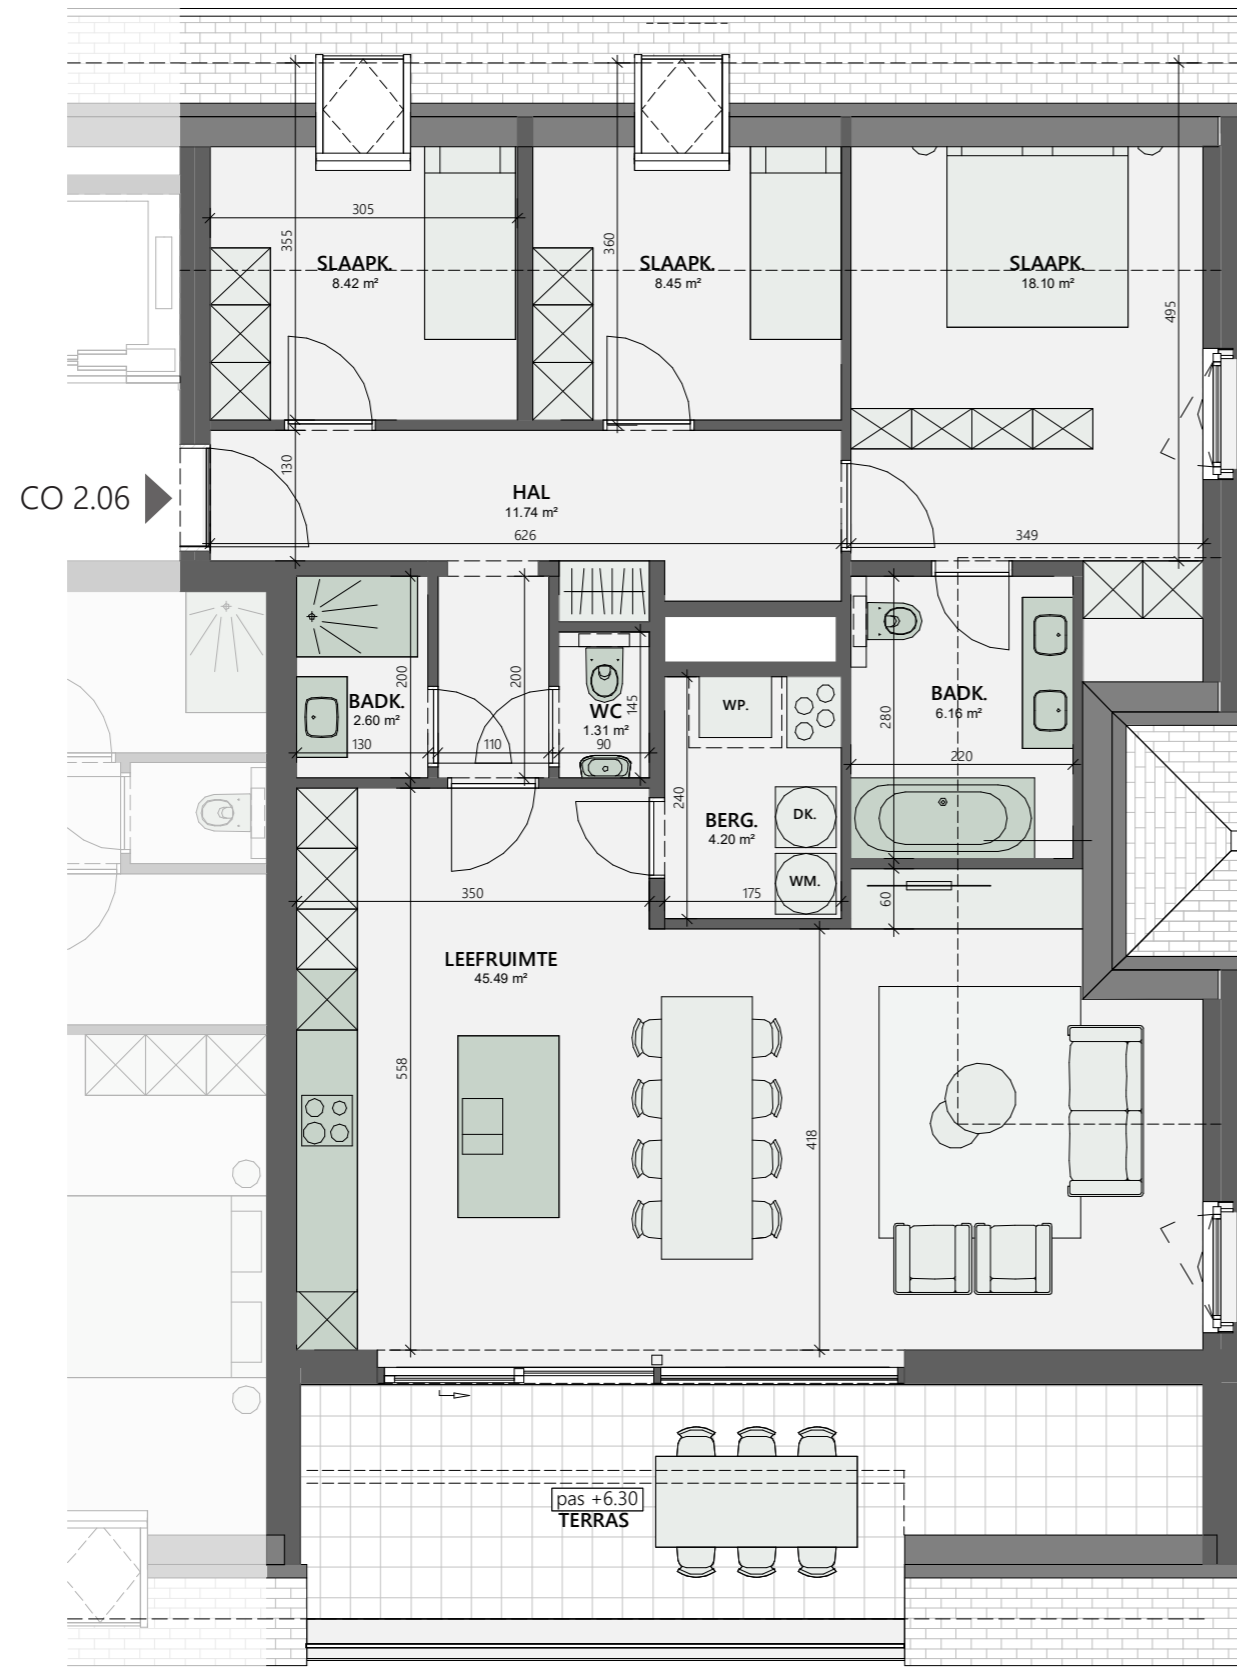 305
355
360
SLAAPK.
8.42 m²
SLAAPK.
8.45 m²
SLAAPK.
18.10 m²
495
130
CO 2.06
HAL
11.74 m²
626
349
200
200
145
BADK.
2.60 m²
WC
1.31 m²
WP.
BADK.
6.16 m²
280
130
110
90
220
240
BERG.
4.20 m²
DK.
WM.
350
175
60
LEEFRUIMTE
45.49 m²
558
418
pas +6.30
TERRAS